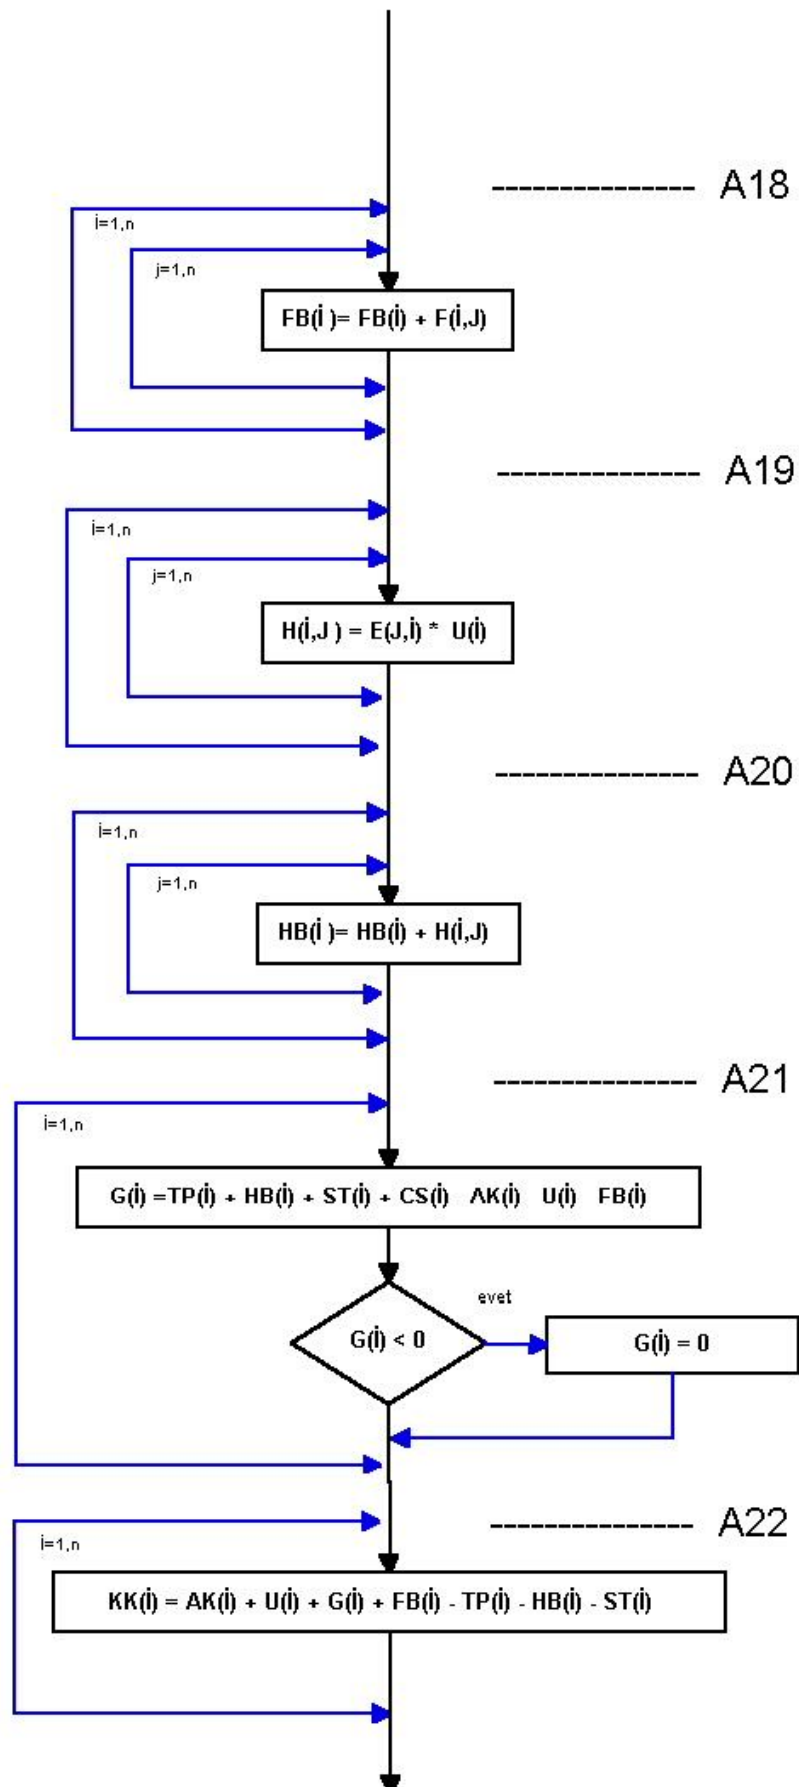 -------------------- A18
i=1,n
j=1,n
FB(İ )= FB(i) + F(İ,J)
-------------------- A19
i=1,n
j=1,n
H(İ,J ) = E(J,İ) * U(İ)
-------------------- A20
İ=1,n
j=1,n
HB(İ )= HB(i) + H(İ,J)
-------------------- A21
İ=1,n
G(İ) =TP(i) + HB(İ) + ST(i) + CS(İ) AK(İ) U(İ) FB(İ)
evet
G(İ) < 0
G(İ) = 0
-------------------- A22
İ=1,n
KK(İ) = AK(İ) + U(İ) + G(İ) + FB(İ) - TP(İ) - HB(İ) - ST(İ)